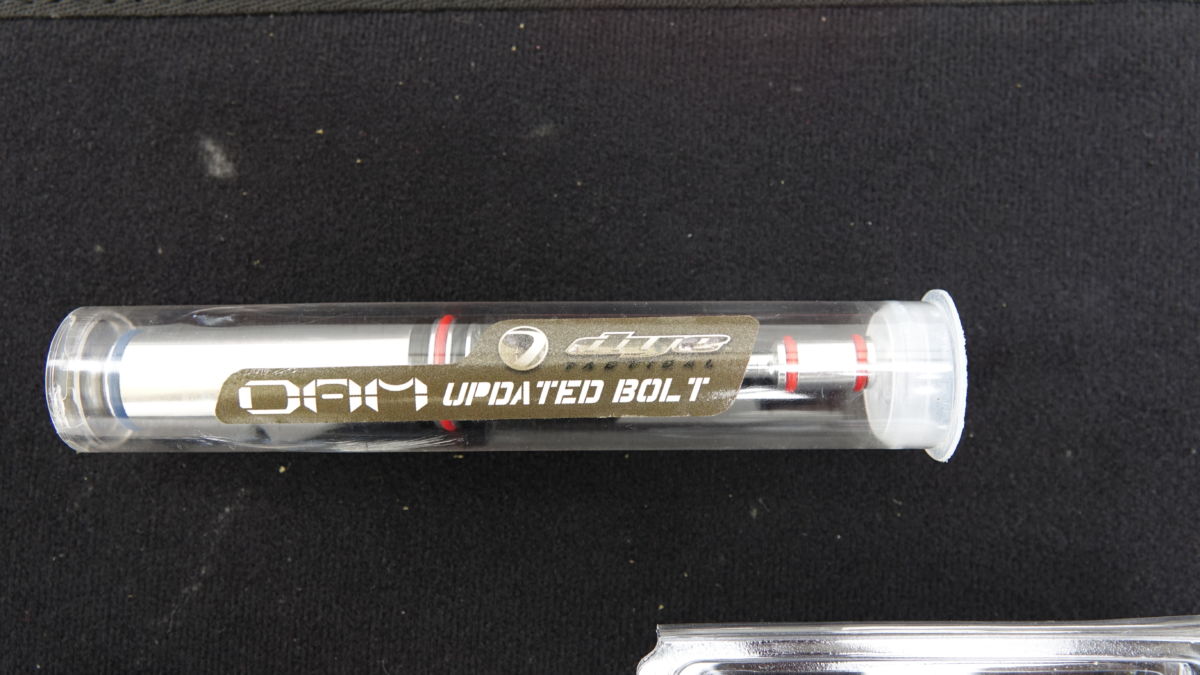 dye
TACTICAL
DAM UPDATED BOLT